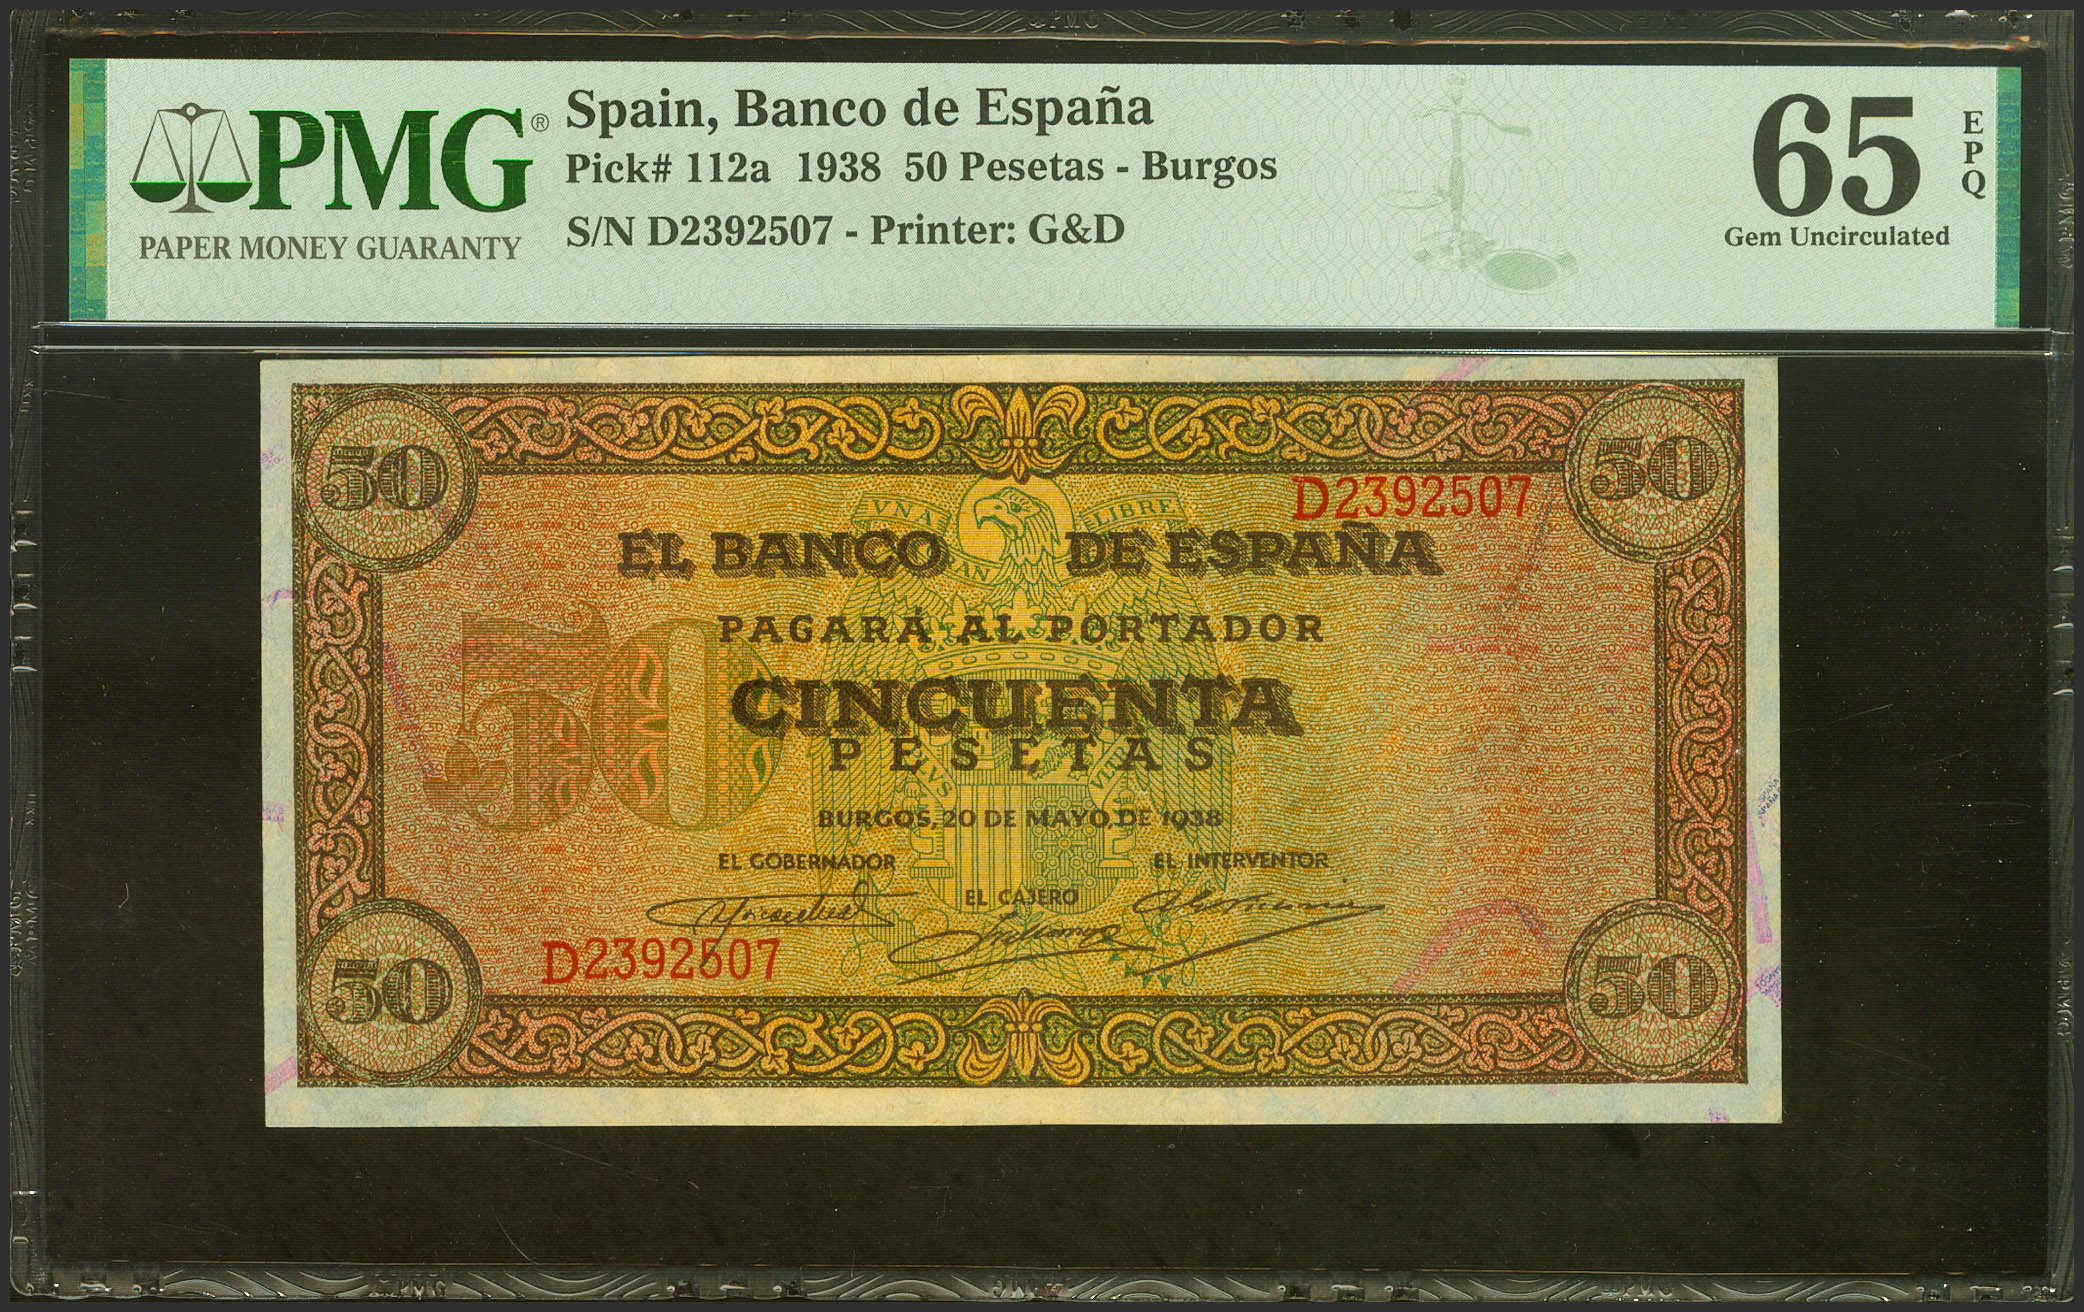 PMG®
PAPER MONEY GUARANTY
Spain, Banco de España
Pick# 112a 1938 50 Pesetas - Burgos
S/N D2392507 - Printer: G&D
65
EPQ
Gem Uncirculated
50
50
D2392507
VNA
LIBRE
EL BANCO DE ESPAÑA
PAGARÁ AL PORTADOR
50
CINCUENTA
PESETAS
BURGOS, 20 DE MAYO, DE 1938
EL GOBERNADOR
EL INTERVENTOR
EL CAJERO
D2392507
50
50